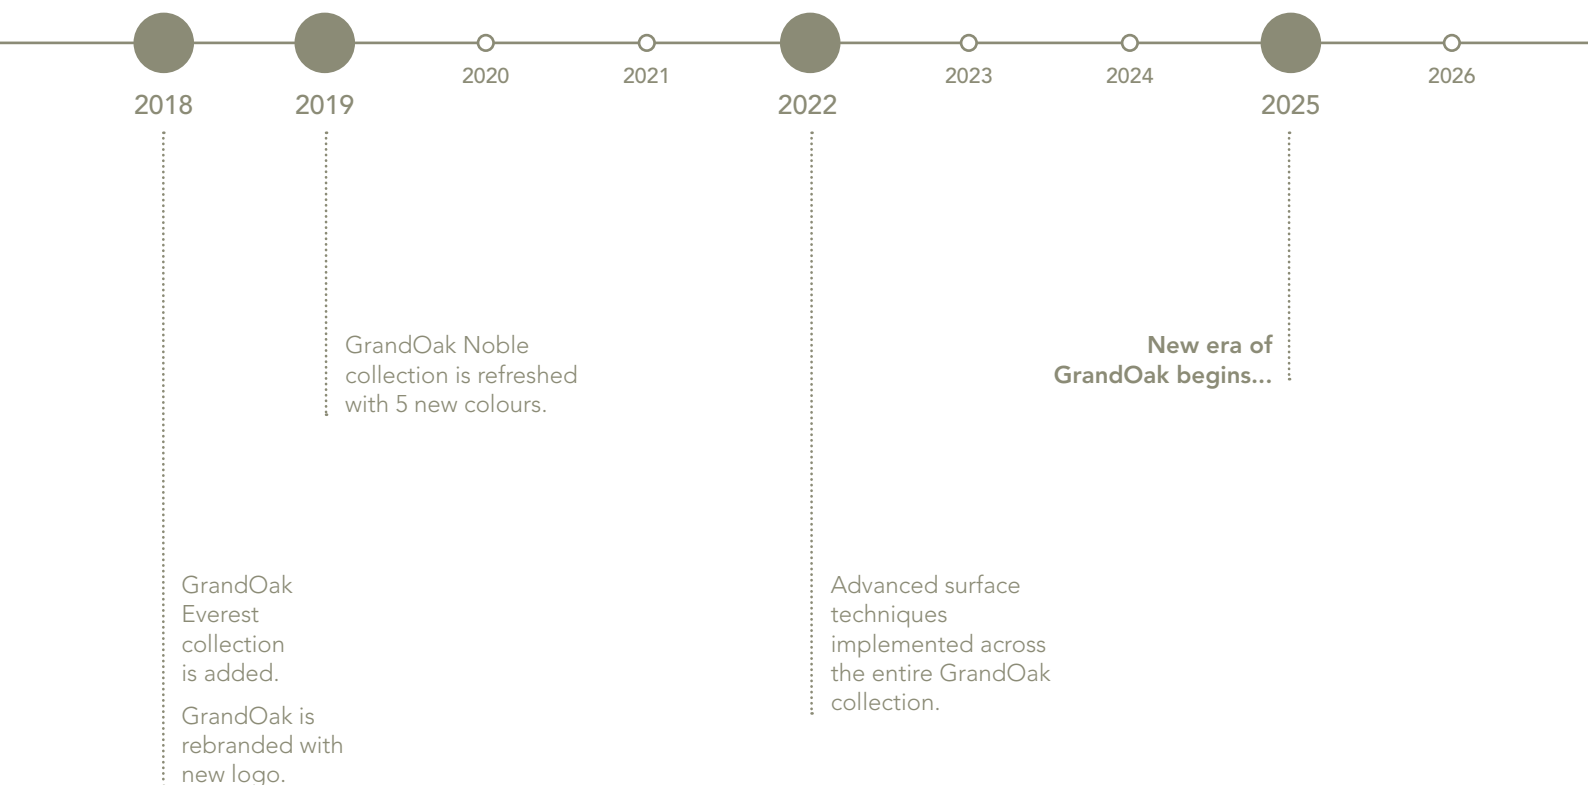 2018
2019
2020
2021
2022
2023
2024
2025
2026
GrandOak Noble
collection is refreshed
with 5 new colours.
New era of
GrandOak begins...
GrandOak
Everest
collection
is added.
GrandOak is
rebranded with
new logo.
Advanced surface
techniques
implemented across
the entire GrandOak
collection.